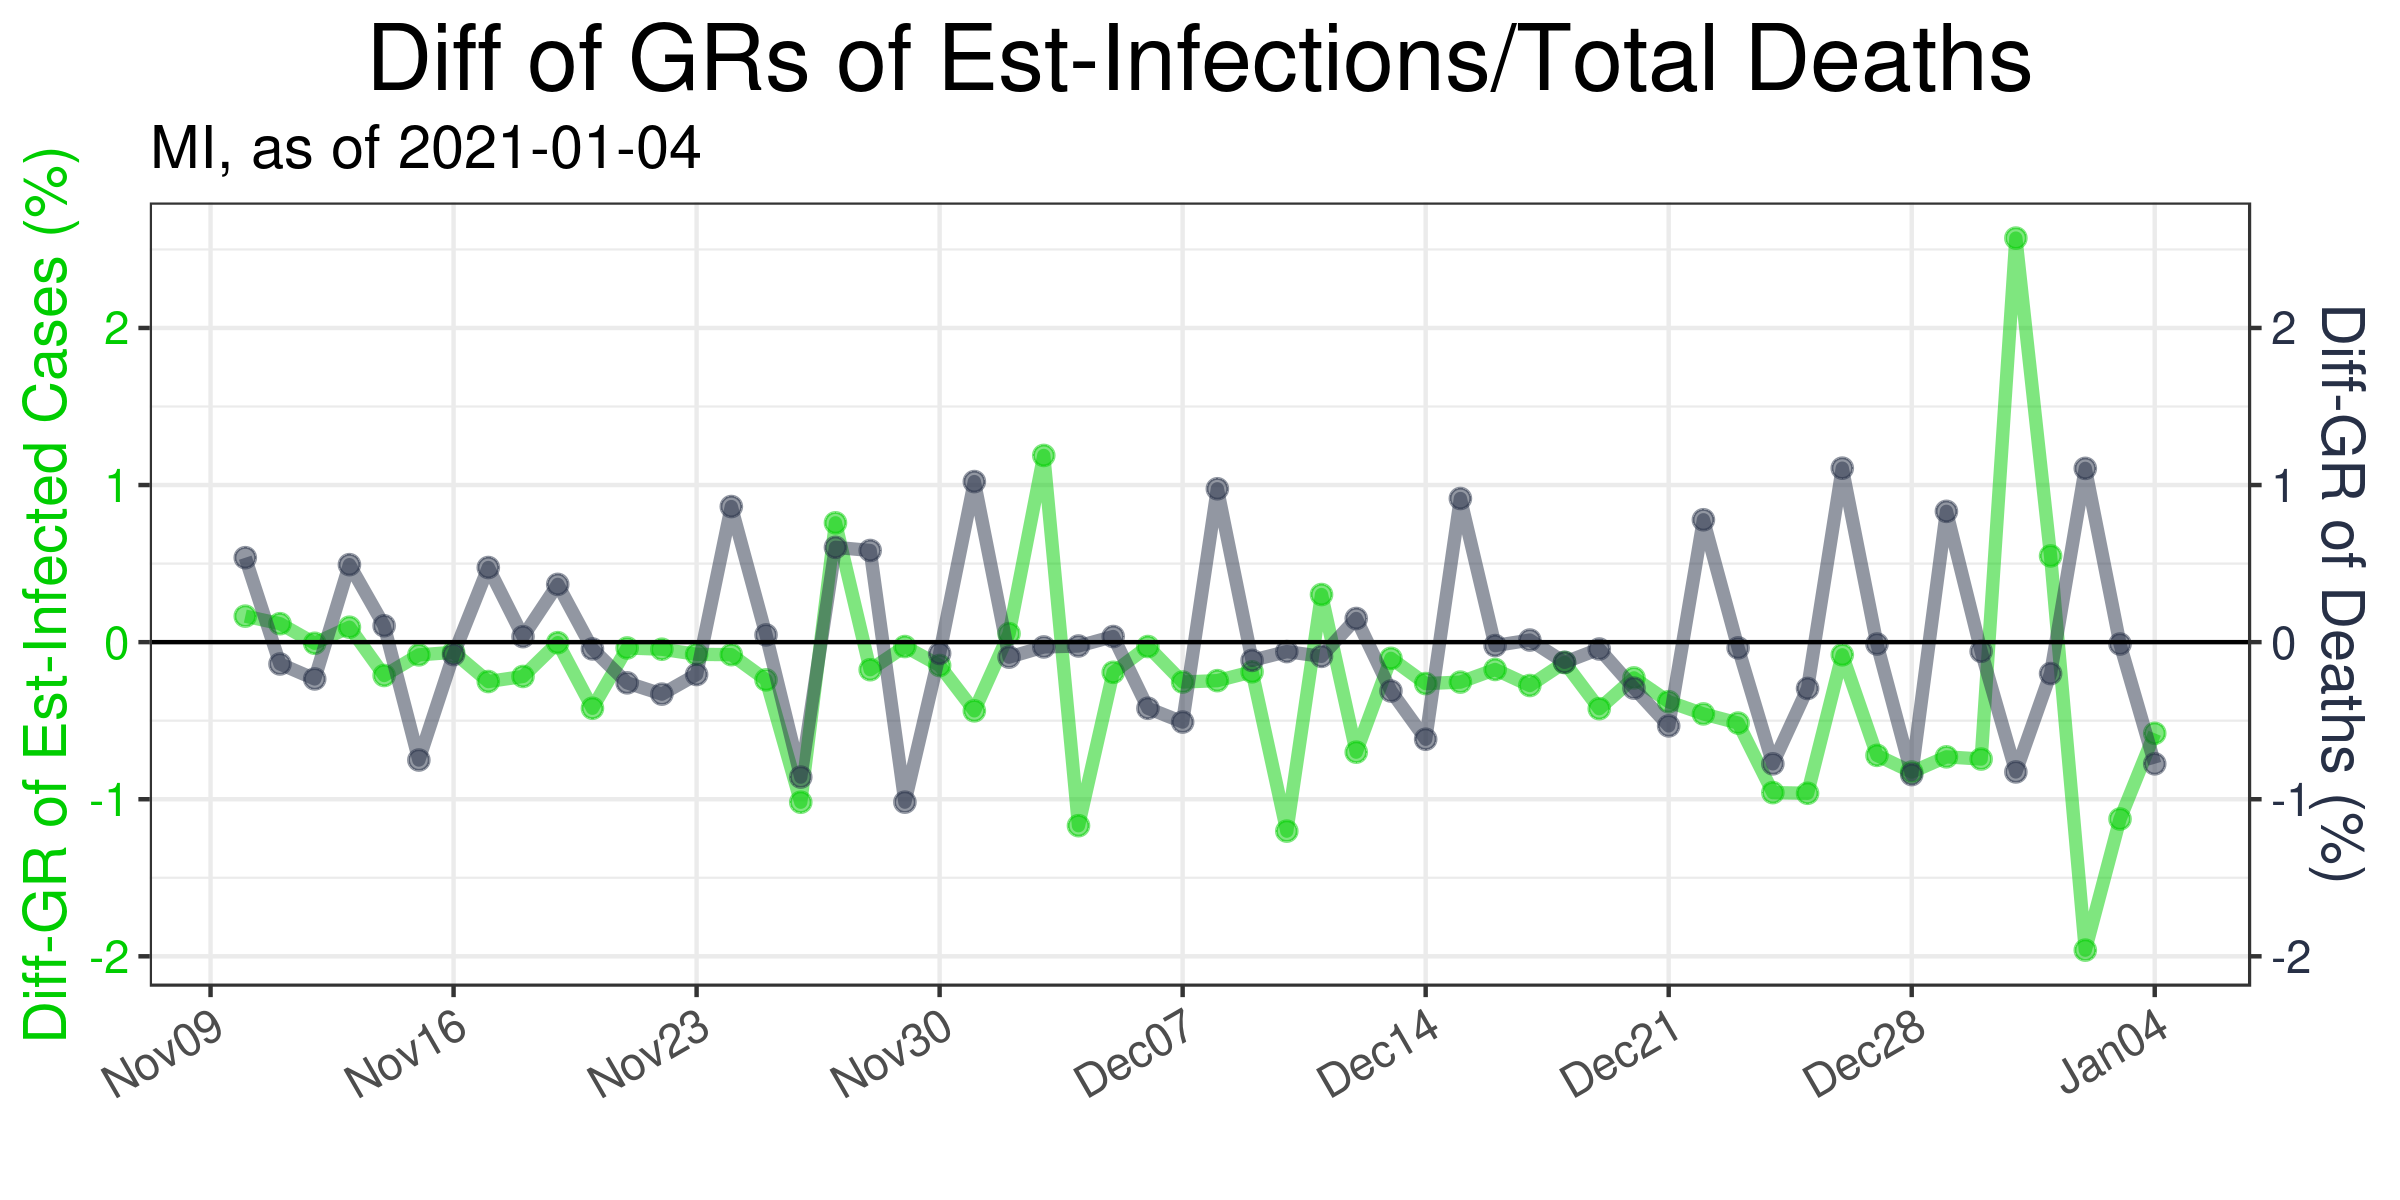 Diff of GRs of Est-Infections/Total Deaths
MI, as of 2021-01-04
Diff-GR of Est-Infected Cases (%)
2
1
0
-1
-2
2
1
0
-1
-2
Diff-GR of Deaths (%)
Nov09
Nov16
Nov23
Nov30
Dec07
Dec14
Dec21
Dec28
Jan04